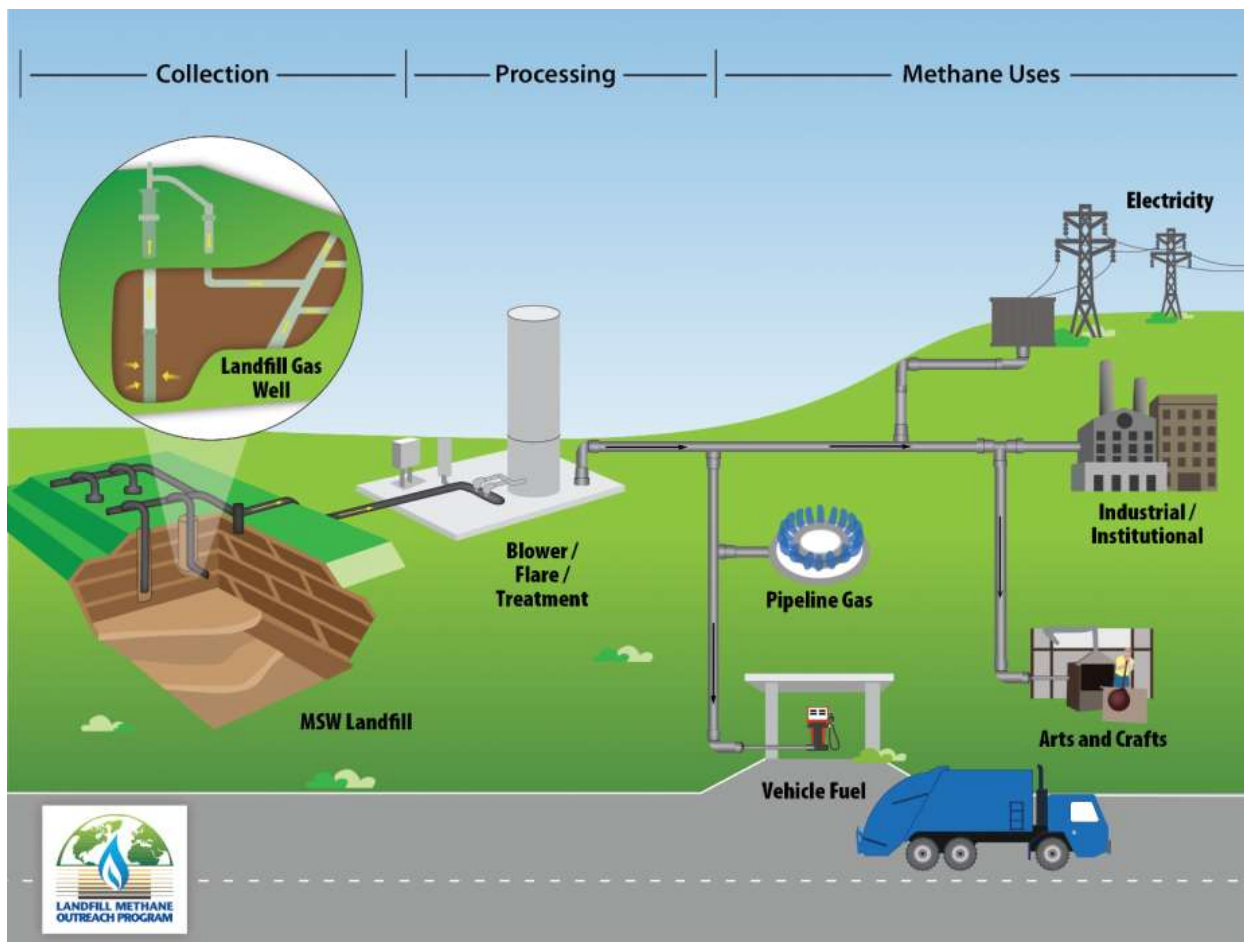 Collection
Processing
Methane Uses
Electricity
Landfill Gas
Well
Industrial /
Institutional
Blower /
Flare /
Treatment
Pipeline Gas
MSW Landfill
Arts and Crafts
Vehicle Fuel
LANDFILL METHANE
OUTREACH PROGRAM